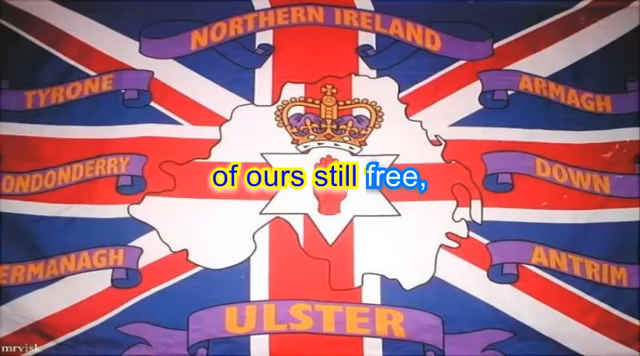 NORTHERN IRELAND
TYRONE
ARMAGH
of ours still free,
ONDONDERRY
DOWN
ERMANAGH
ANTRIM
ULSTER
mrvisk